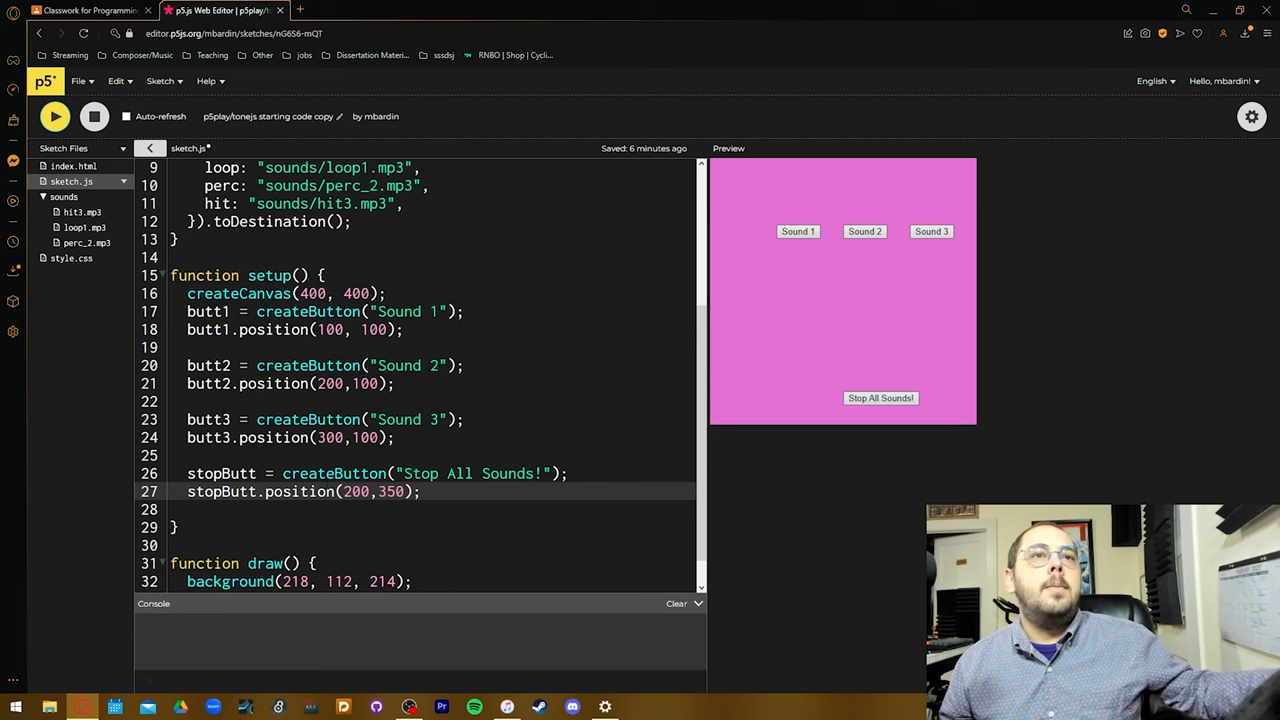 Classwork for Programmin
p5.js Web Editor | p5play/t
editor.p5js.org/mbardin/sketches/nG6S6-mQT
Streaming
Composer/Music
Teaching
Other
jobs
Dissertation Materi...
sssdsj
RNBO | Shop | Cycli...
p5*
File
Edit
Sketch
Help
English
Hello, mbardin!
Auto-refresh
p5play/tonejs starting code copy
by mbardin
Sketch Files
sketch.js
Saved: 6 minutes ago
Preview
index.html
sketch.js
sounds
hit3.mp3
loop1.mp3
perc_2.mp3
style.css
9 loop: "sounds/loop1.mp3",
10 perc: "sounds/perc_2.mp3",
11 hit: "sounds/hit3.mp3",
12 }).toDestination();
13 }
14
15 function setup() {
16 createCanvas(400, 400);
17 butt1 = createButton("Sound 1");
18 butt1.position(100, 100);
19
20 butt2 = createButton("Sound 2");
21 butt2.position(200,100);
22
23 butt3 = createButton("Sound 3");
24 butt3.position(300,100);
25
26 stopButt = createButton("Stop All Sounds!");
27 stopButt.position(200,350);
28
29 }
30
31 function draw() {
32 background(218, 112, 214);
Sound 1
Sound 2
Sound 3
Stop All Sounds!
Console
Clear